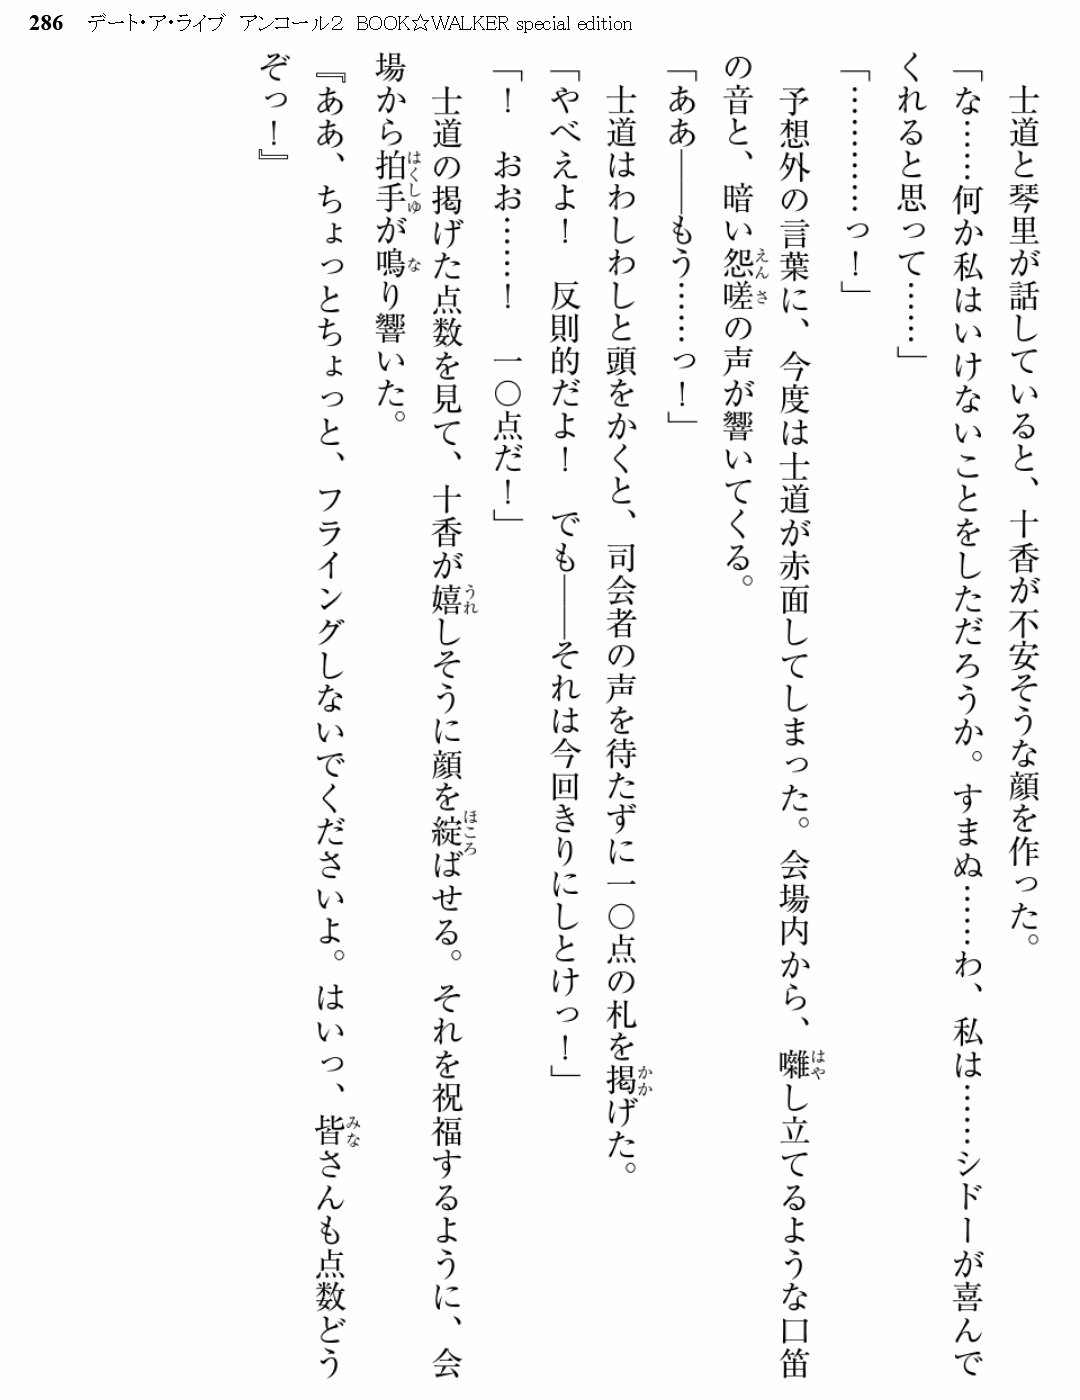 286 デート・ア・ライブ アンコール2 BOOK☆WALKER special edition
　士道と琴里が話していると、十香が不安そうな顔を作った。
「な……何か私はいけないことをしただろうか。すまぬ……わ、私は……シドーが喜んで
くれると思って……」
「…………っ！」
　予想外の言葉に、今度は士道が赤面してしまった。会場内から、囃し立てるような口笛
の音と、暗い怨嗟の声が響いてくる。
「ああ――もう……っ！」
　士道はわしわしと頭をかくと、司会者の声を待たずに一〇点の札を掲げた。
「やべえよ！　反則的だよ！　でも――それは今回きりにしとけっ！」
「！　おお……！　一〇点だ！」
　士道の掲げた点数を見て、十香が嬉しそうに顔を綻ばせる。それを祝福するように、会
場から拍手が鳴り響いた。
『ああ、ちょっとちょっと、フライングしないでくださいよ。はいっ、皆さんも点数どう
ぞっ！』